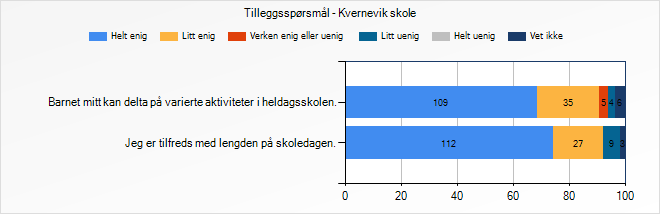 Tilleggsspørsmål - Kvernevik skole
Helt enig Litt enig Verken enig eller uenig Litt uenig Helt uenig Vet ikke
Barnet mitt kan delta på varierte aktiviteter i heldagsskolen. 109 35 5 4 6
Jeg er tilfreds med lengden på skoledagen. 112 27 9 3
0 20 40 60 80 100